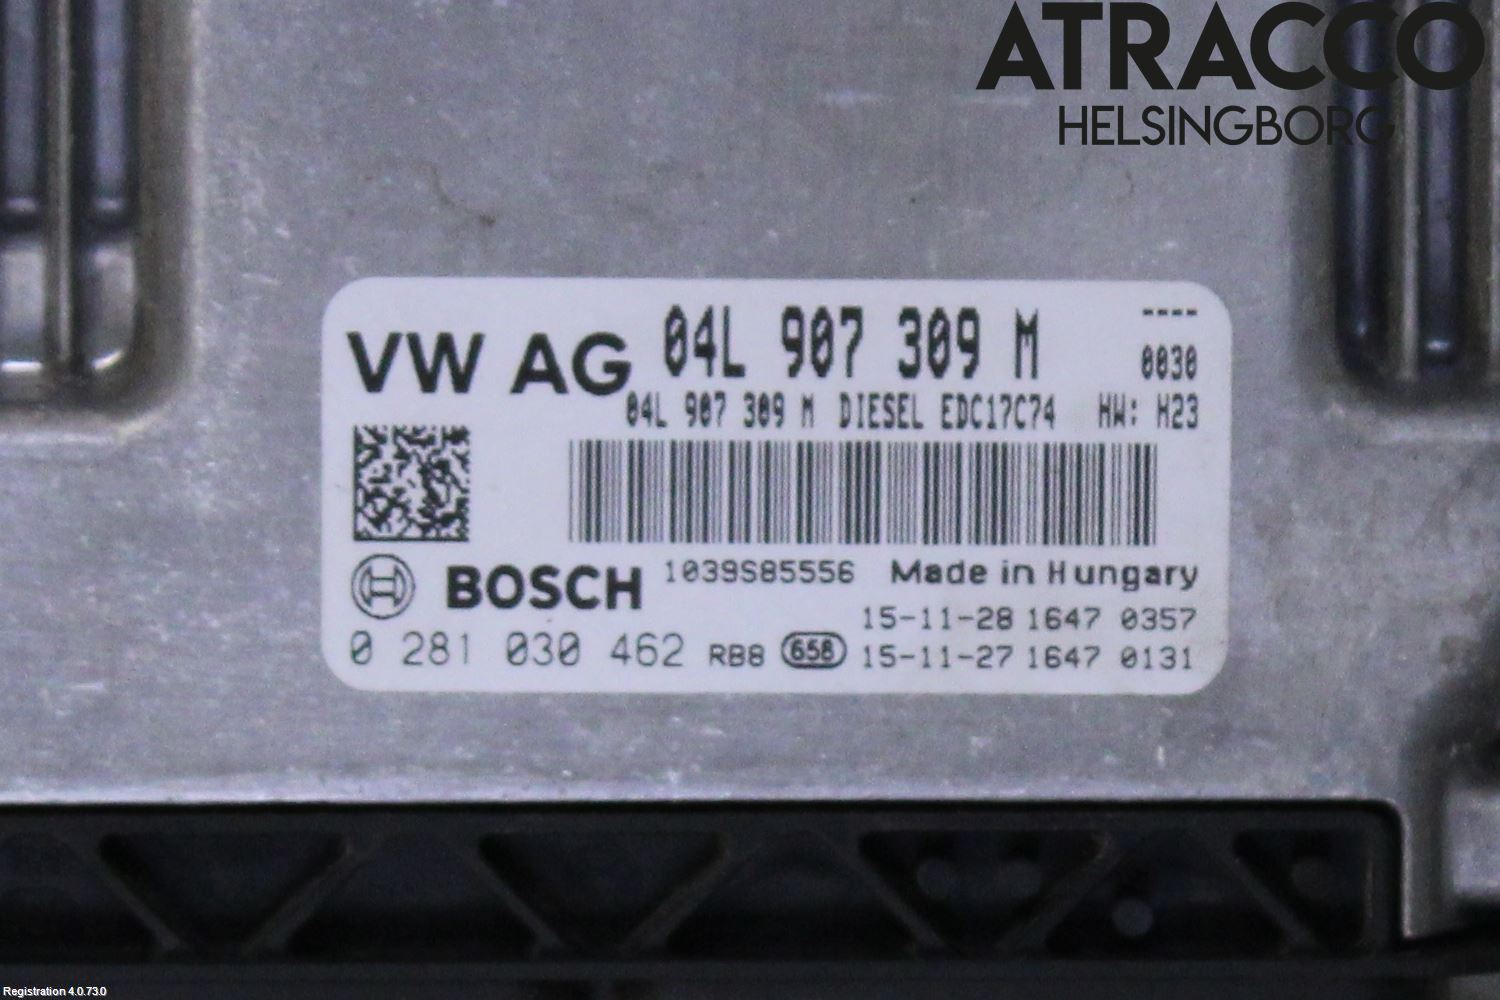 ATRACCO
HELSINGBORG
VW AG 04L 907 309 M ----
0030
04L 907 309 M DIESEL EDC17C74 HW: H23
BOSCH 1039S85556 Made in Hungary
15-11-28 1647 0357
0 281 030 462 RB8 658 15-11-27 1647 0131
Registration 4.0.73.0